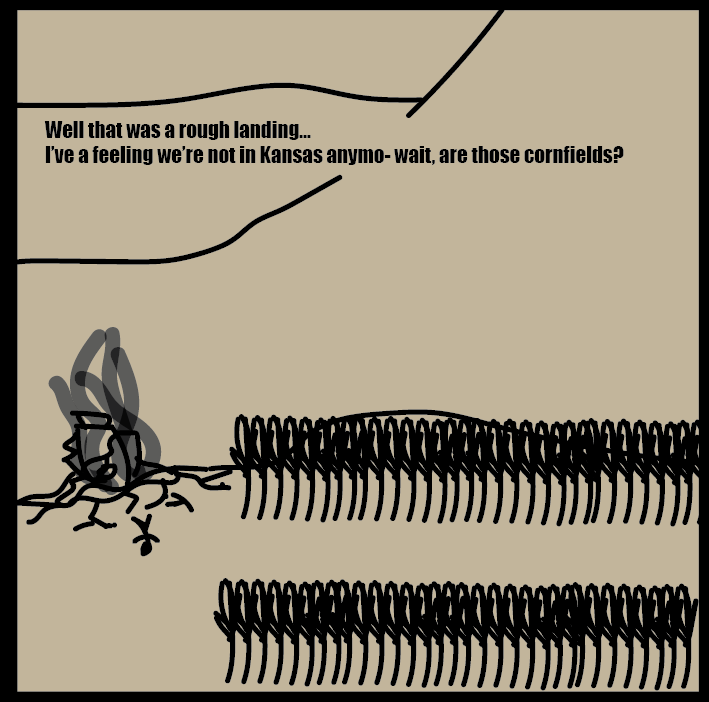 Well that was a rough landing...
I've a feeling we're not in Kansas anymo- wait, are those cornfields?